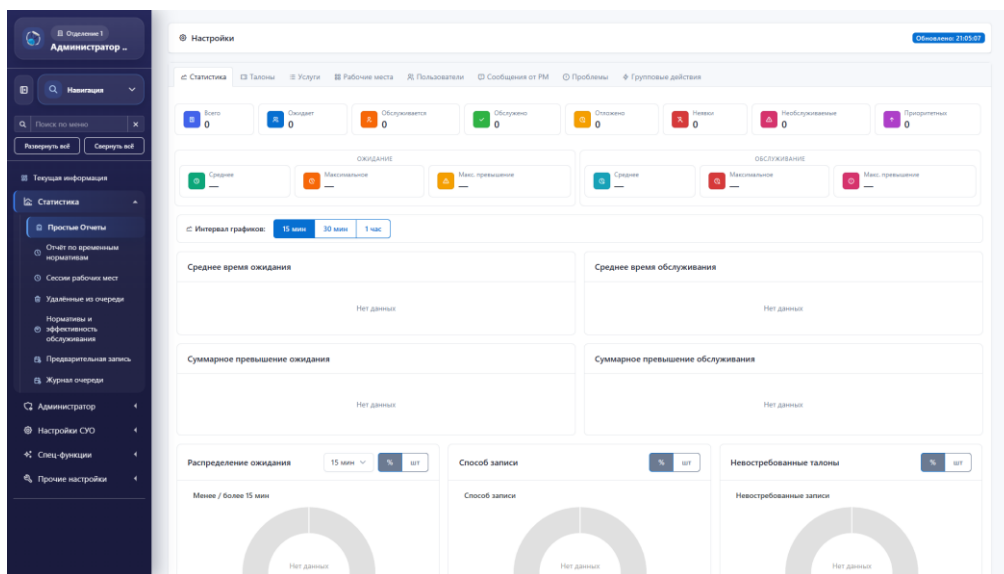 Отделение 1
Администратор ..
Навигация
Поиск по меню
Развернуть всё
Свернуть всё
Текущая информация
Статистика
Простые Отчеты
Отчёт по временным
нормативам
Сессии рабочих мест
Удалённые из очереди
Нормативы и
эффективность
обслуживания
Предварительная запись
Журнал очереди
Администратор
Настройки СУО
Спец-функции
Прочие настройки
Настройки
Обновлено: 21:05:07
Статистика
Талоны
Услуги
Рабочие места
Пользователи
Сообщения от РМ
Проблемы
Групповые действия
Всего
0
Ожидает
0
Обслуживается
0
Обслужено
0
Отложено
0
Неявки
0
Необслуженные
0
Приоритетных
0
ОЖИДАНИЕ
Среднее
—
Максимальное
—
Макс. превышение
—
ОБСЛУЖИВАНИЕ
Среднее
—
Максимальное
—
Макс. превышение
—
Интервал графиков:
15 мин
30 мин
1 час
Среднее время ожидания
Нет данных
Среднее время обслуживания
Нет данных
Суммарное превышение ожидания
Нет данных
Суммарное превышение обслуживания
Нет данных
Распределение ожидания
15 мин
%
шт
Менее / более 15 мин
Нет данных
Способ записи
%
шт
Способ записи
Нет данных
Невостребованные талоны
%
шт
Невостребованные записи
Нет данных